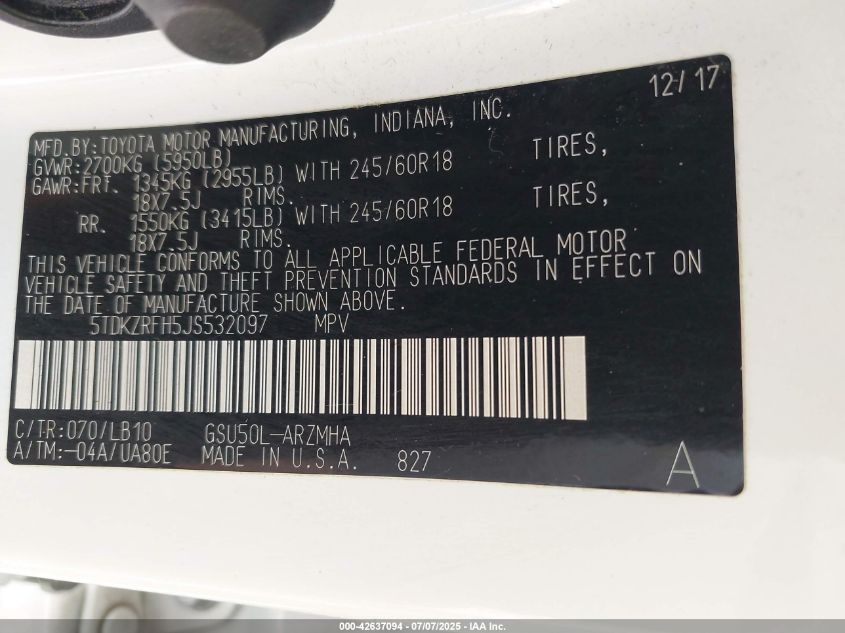 12/17
MFD.BY:TOYOTA MOTOR MANUFACTURING, INDIANA, INC.
GVWR:2700KG (5950LB)
GAWR:FRT. 1345KG (2955LB) WITH 245/60R18 TIRES,
18X7.5J RIMS.
RR. 1550KG (3415LB) WITH 245/60R18 TIRES,
18X7.5J RIMS.
THIS VEHICLE CONFORMS TO ALL APPLICABLE FEDERAL MOTOR
VEHICLE SAFETY AND THEFT PREVENTION STANDARDS IN EFFECT ON
THE DATE OF MANUFACTURE SHOWN ABOVE.
5TDKZRFH5JS532097 MPV
C/TR:070/LB10 GSU50L-ARZMHA
A/TM:-04A/UA80E MADE IN U.S.A. 827 A
000-42637094 - 07/07/2025 - IAA Inc.